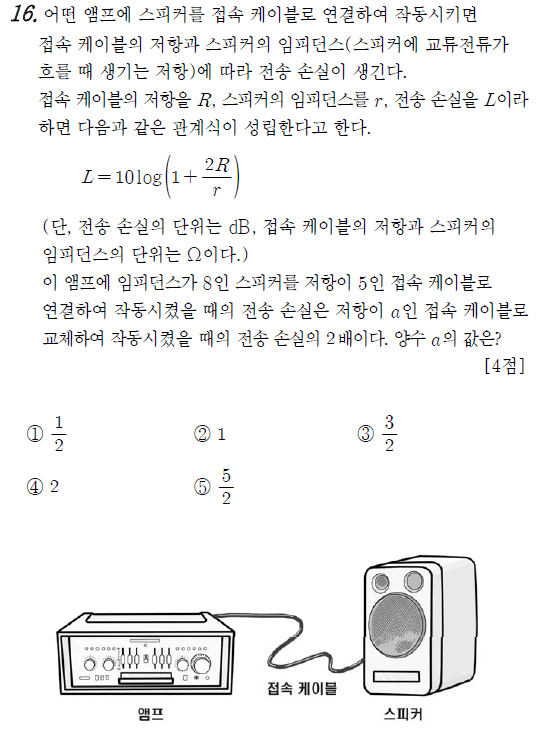 16. 어떤 앰프에 스피커를 접속 케이블로 연결하여 작동시키면
접속 케이블의 저항과 스피커의 임피던스(스피커에 교류전류가
흐를 때 생기는 저항)에 따라 전송 손실이 생긴다.
접속 케이블의 저항을 R, 스피커의 임피던스를 r, 전송 손실을 L이라
하면 다음과 같은 관계식이 성립한다고 한다.
L=10log(1+2R/r)
(단, 전송 손실의 단위는 dB, 접속 케이블의 저항과 스피커의
임피던스의 단위는 Ω이다.)
이 앰프에 임피던스가 8인 스피커를 저항이 5인 접속 케이블로
연결하여 작동시켰을 때의 전송 손실은 저항이 a인 접속 케이블로
교체하여 작동시켰을 때의 전송 손실의 2배이다. 양수 a의 값은?
[4점]
① 1/2 ② 1 ③ 3/2
④ 2 ⑤ 5/2
접속 케이블
앰프 스피커